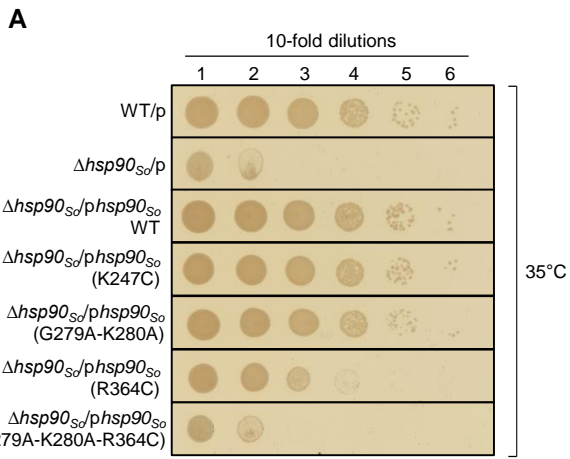 A
10-fold dilutions
1 2 3 4 5 6
WT/p
Δhsp90So/p
Δhsp90So/phsp90So
WT
Δhsp90So/phsp90So
(K247C)
35°C
Δhsp90So/phsp90So
(G279A-K280A)
Δhsp90So/phsp90So
(R364C)
Δhsp90So/phsp90So
79A-K280A-R364C)